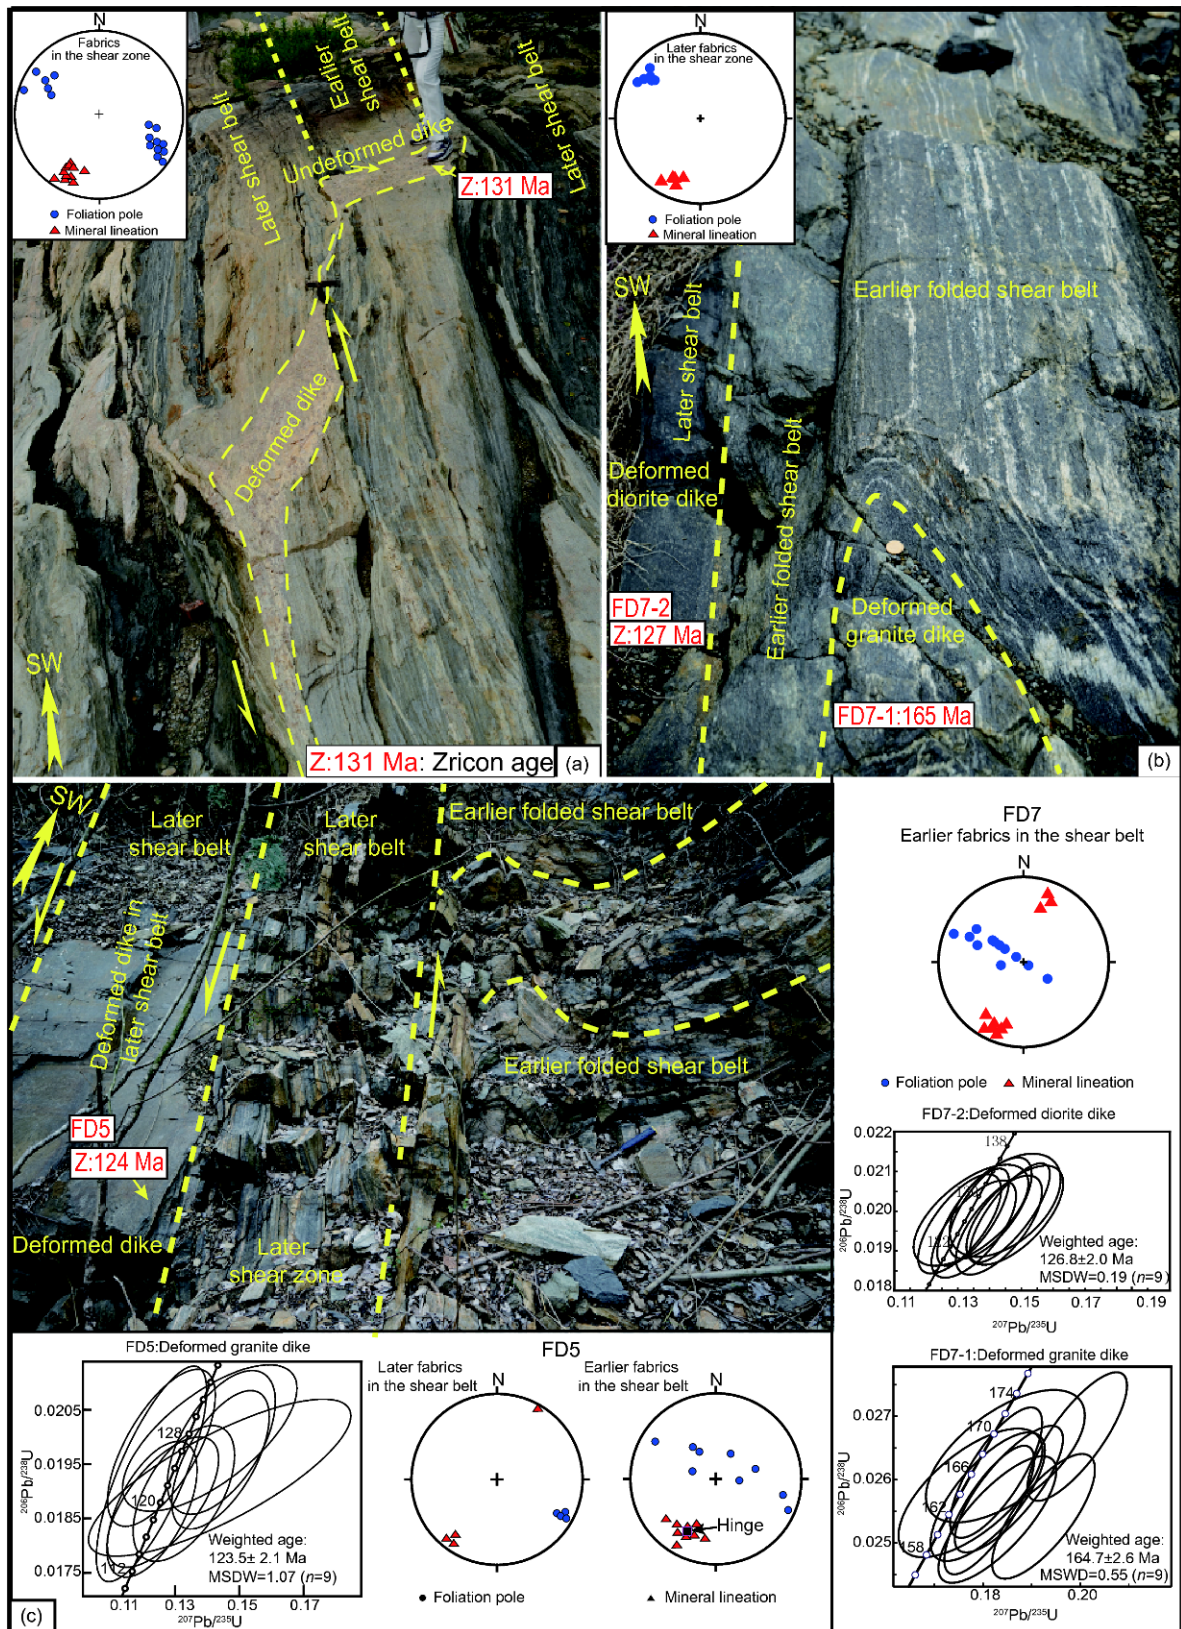 N
Fabrics
in the shear zone
Foliation pole
Mineral lineation
Earlier
shear belt
Later shear belt
Later shear belt
Undeformed dike
Z:131 Ma
Deformed dike
SW
Z:131 Ma: Zricon age
(a)
N
Later fabrics
in the shear zone
Foliation pole
Mineral lineation
SW
Later shear belt
Earlier folded shear belt
Deformed
diorite dike
Earlier folded shear belt
FD7-2
Z:127 Ma
Deformed
granite dike
FD7-1:165 Ma
(b)
SW
Later
shear belt
Later
shear belt
Earlier folded shear belt
Deformed dike in
later shear belt
Earlier folded shear belt
FD5
Z:124 Ma
Deformed dike
Later
shear zone
FD7
Earlier fabrics in the shear belt
N
Foliation pole
Mineral lineation
FD7-2:Deformed diorite dike
0.022
0.021
0.020
0.019
0.018
206Pb/238U
138
122
Weighted age:
126.8±2.0 Ma
MSDW=0.19 (n=9)
0.11
0.13
0.15
0.17
0.19
207Pb/235U
FD5:Deformed granite dike
0.0205
0.0195
0.0185
0.0175
206Pb/238U
128
120
112
Weighted age:
123.5± 2.1 Ma
MSDW=1.07 (n=9)
0.11
0.13
0.15
0.17
207Pb/235U
(c)
FD5
Later fabrics
in the shear belt
N
Earlier fabrics
in the shear belt
N
Hinge
Foliation pole
Mineral lineation
FD7-1:Deformed granite dike
0.027
0.026
0.025
206Pb/238U
174
170
166
162
158
Weighted age:
164.7±2.6 Ma
MSWD=0.55 (n=9)
0.18
0.20
207Pb/235U